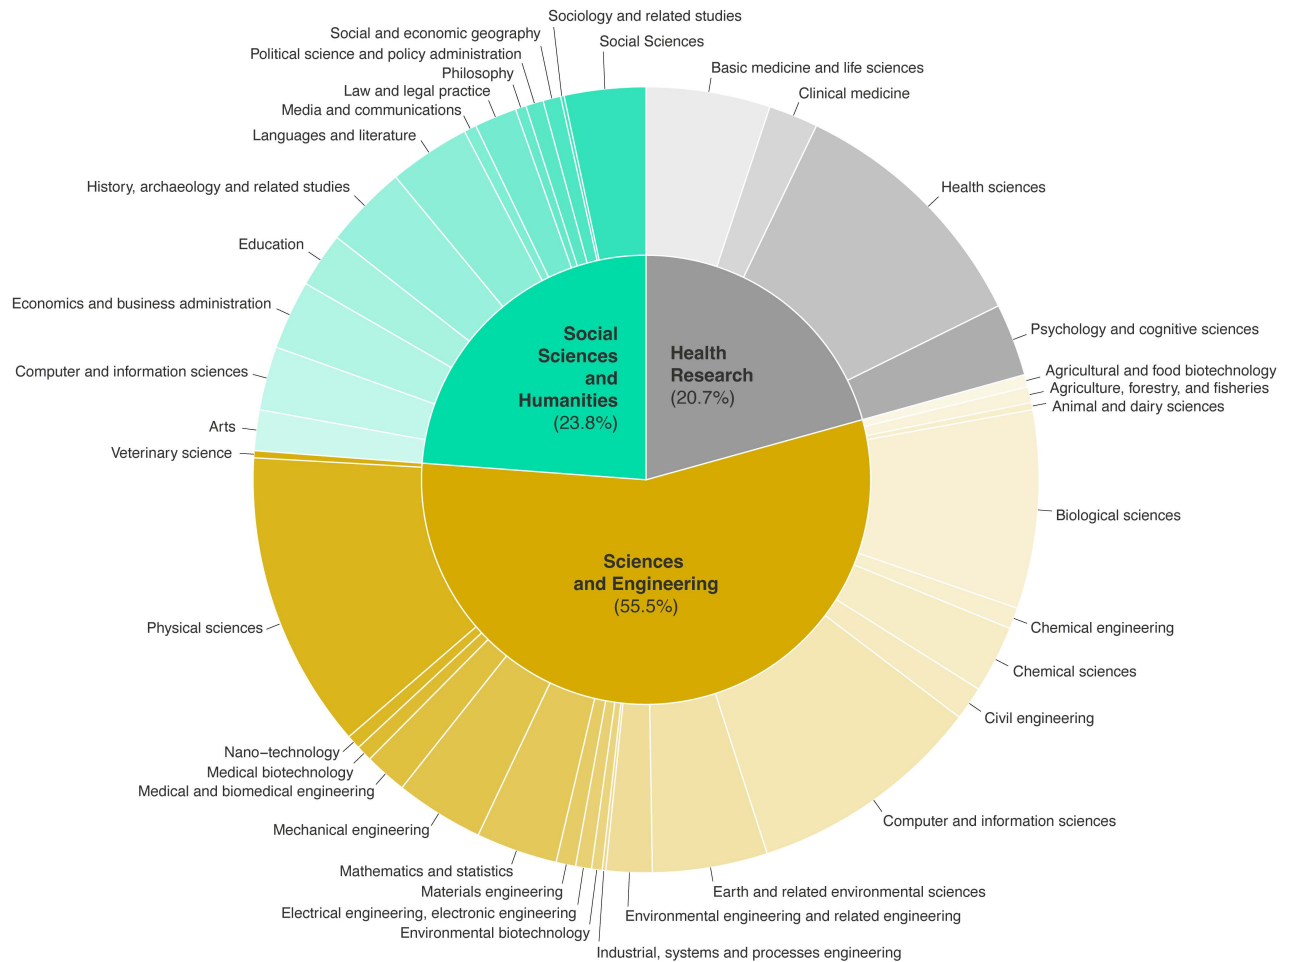 Sociology and related studies
Social and economic geography
Social Sciences
Political science and policy administration
Philosophy
Law and legal practice
Media and communications
Languages and literature
History, archaeology and related studies
Education
Economics and business administration
Computer and information sciences
Arts
Veterinary science
Physical sciences
Nano–technology
Medical biotechnology
Medical and biomedical engineering
Mechanical engineering
Mathematics and statistics
Materials engineering
Electrical engineering, electronic engineering
Environmental biotechnology
Industrial, systems and processes engineering
Environmental engineering and related engineering
Earth and related environmental sciences
Computer and information sciences
Civil engineering
Chemical sciences
Chemical engineering
Biological sciences
Animal and dairy sciences
Agriculture, forestry, and fisheries
Agricultural and food biotechnology
Psychology and cognitive sciences
Health sciences
Clinical medicine
Basic medicine and life sciences
Social
Sciences
and
Humanities
(23.8%)
Health
Research
(20.7%)
Sciences
and Engineering
(55.5%)